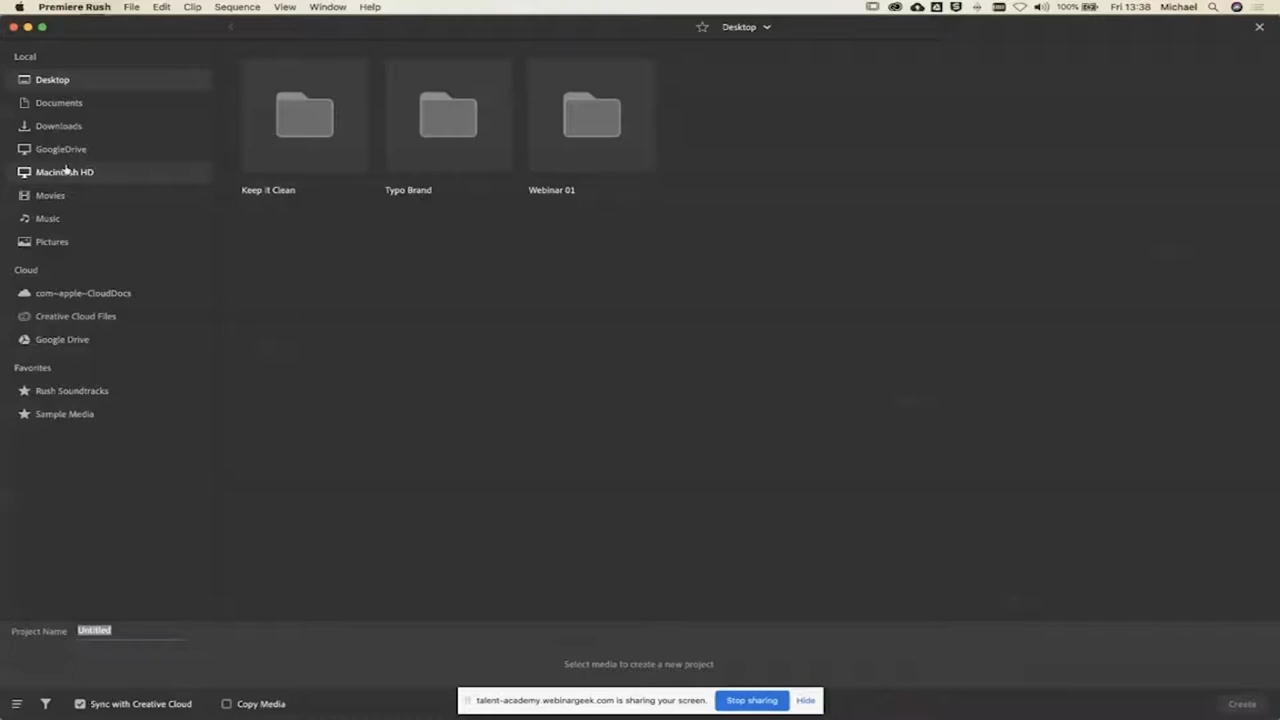 Premiere Rush File Edit Clip Sequence View Window Help 100% Fri 13:38 Michael
Desktop
Local
Desktop
Documents
Downloads
GoogleDrive
Macintosh HD
Movies
Music
Pictures
Cloud
com~apple~CloudDocs
Creative Cloud Files
Google Drive
Favorites
Rush Soundtracks
Sample Media
Keep It Clean Typo Brand Webinar 01
Project Name Untitled
Select media to create a new project
Sync with Creative Cloud Copy Media
talent-academy.webinargeek.com is sharing your screen. Stop sharing Hide
Create